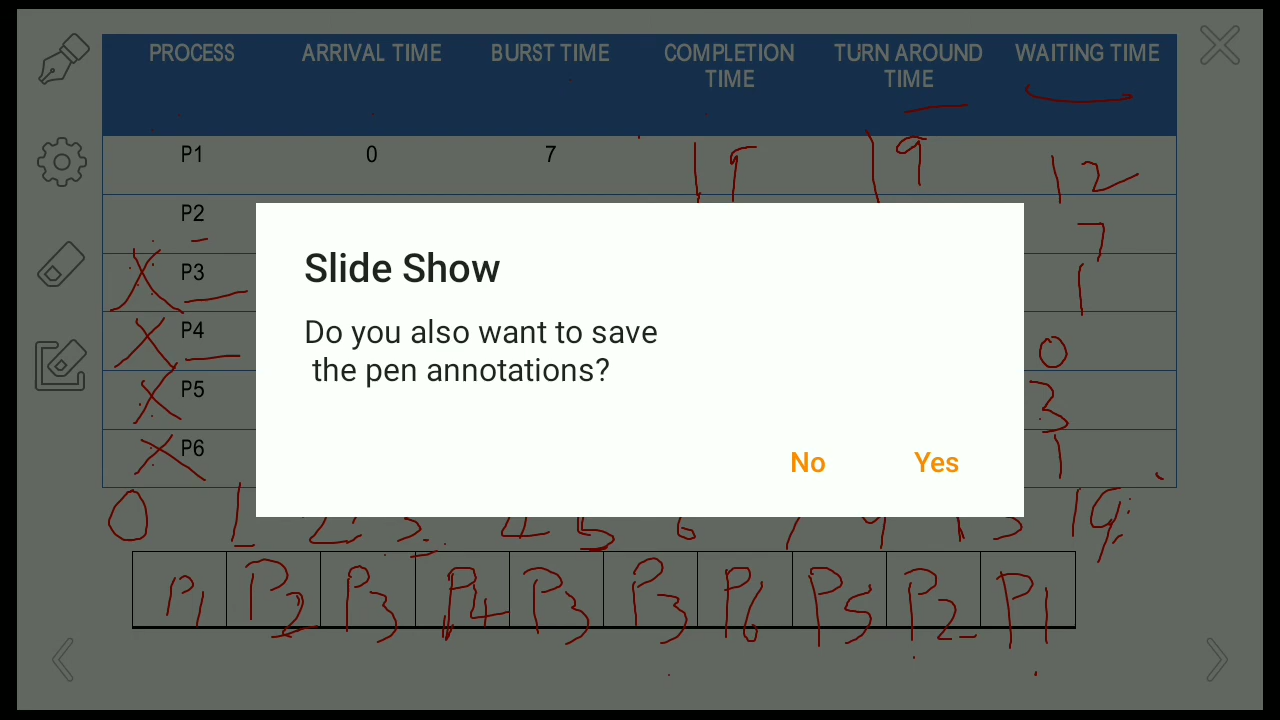 PROCESS ARRIVAL TIME BURST TIME COMPLETION TIME TURN AROUND TIME WAITING TIME
P1 0 7 19 19 12
P2 7
P3 1
P4 0
P5 3
P6 1
Slide Show
Do you also want to save
the pen annotations?
No Yes
0 1 2 3 4 5 6 7 9 13 19
P1 P2 P3 P4 P3 P3 P6 P5 P2 P1